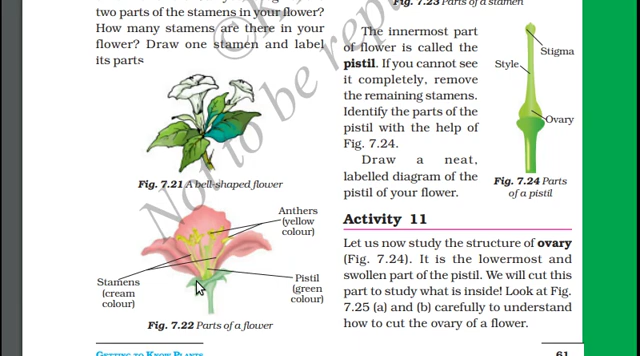 two parts of the stamens in your flower?
How many stamens are there in your
flower? Draw one stamen and label
its parts
Fig. 7.21 A bell-shaped flower
Anthers
(yellow
colour)
Stamens
(cream
colour)
Pistil
(green
colour)
Fig. 7.22 Parts of a flower
GETTING TO KNOW PLANTS
Fig. 7.23 Parts of a stamen
The innermost part
of flower is called the
pistil. If you cannot see
it completely, remove
the remaining stamens.
Identify the parts of the
pistil with the help of
Fig. 7.24.
Draw a neat,
labelled diagram of the
pistil of your flower.
Stigma
Style
Ovary
Fig. 7.24 Parts
of a pistil
Activity 11
Let us now study the structure of ovary
(Fig. 7.24). It is the lowermost and
swollen part of the pistil. We will cut this
part to study what is inside! Look at Fig.
7.25 (a) and (b) carefully to understand
how to cut the ovary of a flower.
61
Not to be